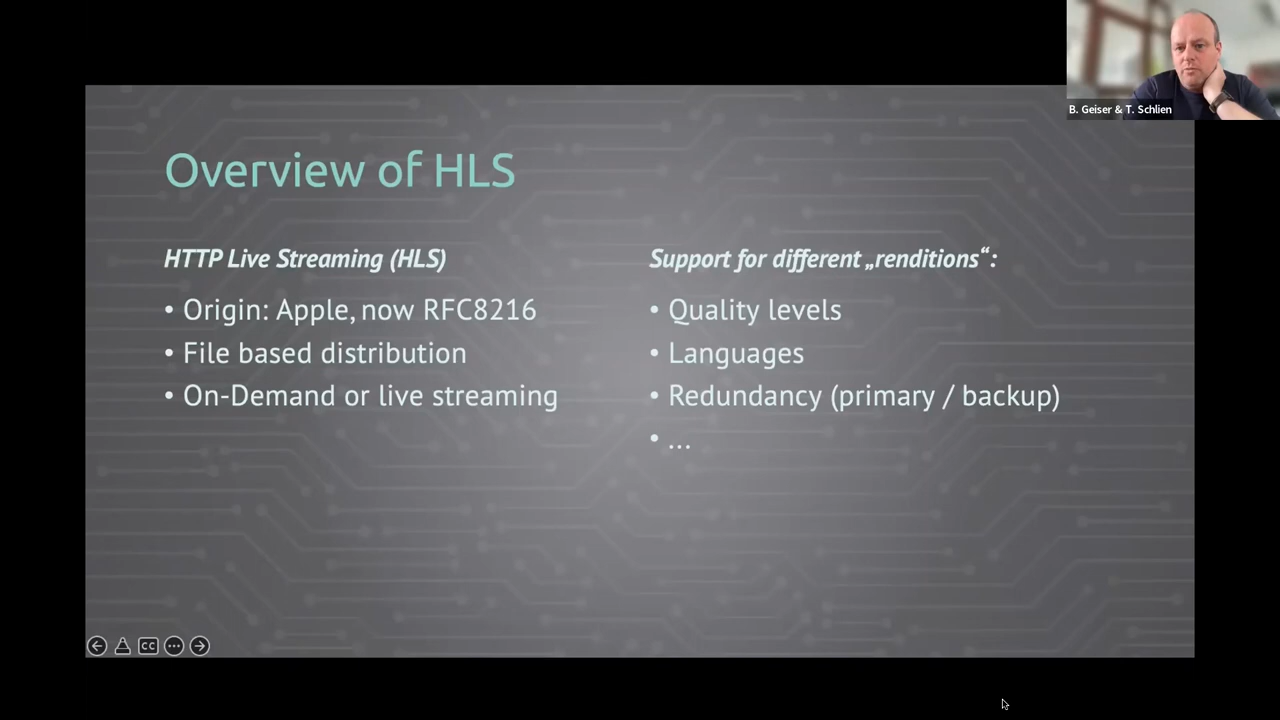 B. Geiser & T. Schlien
Overview of HLS
HTTP Live Streaming (HLS)
• Origin: Apple, now RFC8216
• File based distribution
• On-Demand or live streaming
Support for different „renditions“:
• Quality levels
• Languages
• Redundancy (primary / backup)
• ...
CC